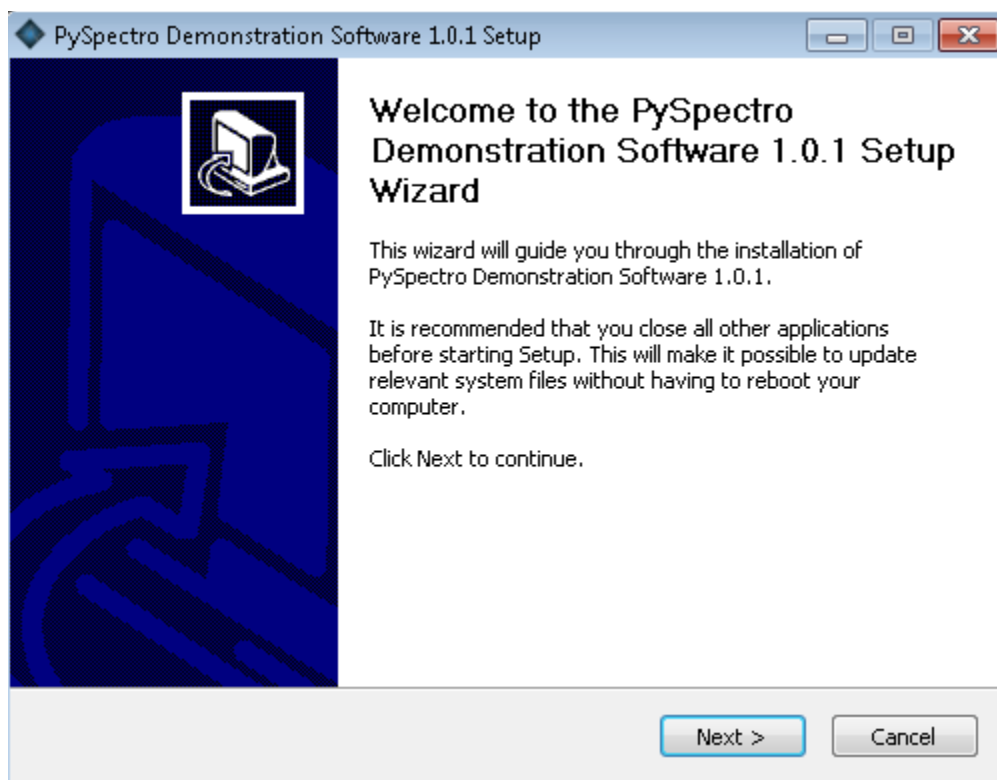 PySpectro Demonstration Software 1.0.1 Setup
Welcome to the PySpectro
Demonstration Software 1.0.1 Setup
Wizard
This wizard will guide you through the installation of
PySpectro Demonstration Software 1.0.1.
It is recommended that you close all other applications
before starting Setup. This will make it possible to update
relevant system files without having to reboot your
computer.
Click Next to continue.
Next >
Cancel